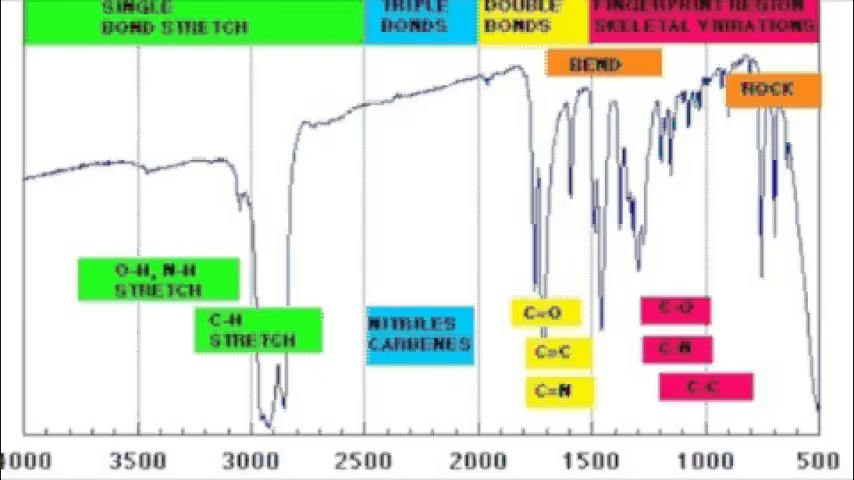 SINGLE
BOND STRETCH
TRIPLE
BONDS
DOUBLE
BONDS
FINGERPRINT REGION
SKELETAL VIBRATIONS
BEND
ROCK
O-H, N-H
STRETCH
C-H
STRETCH
NITRILES
CARBENES
C=O
C=C
C=N
C-O
C-N
C-C
4000 3500 3000 2500 2000 1500 1000 500